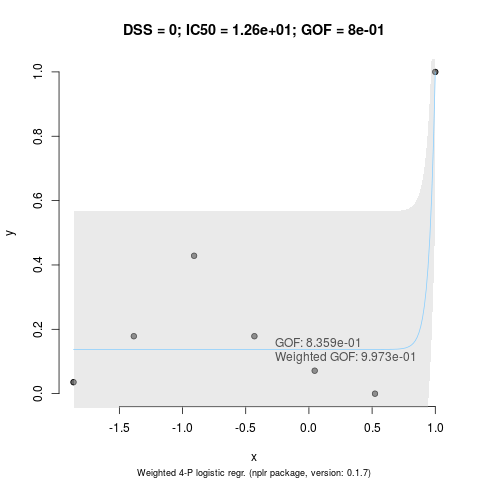 DSS = 0; IC50 = 1.26e+01; GOF = 8e-01
1.0
0.8
0.6
0.4
0.2
0.0
y
GOF: 8.359e-01
Weighted GOF: 9.973e-01
-1.5 -1.0 -0.5 0.0 0.5 1.0
x
Weighted 4-P logistic regr. (nplr package, version: 0.1.7)